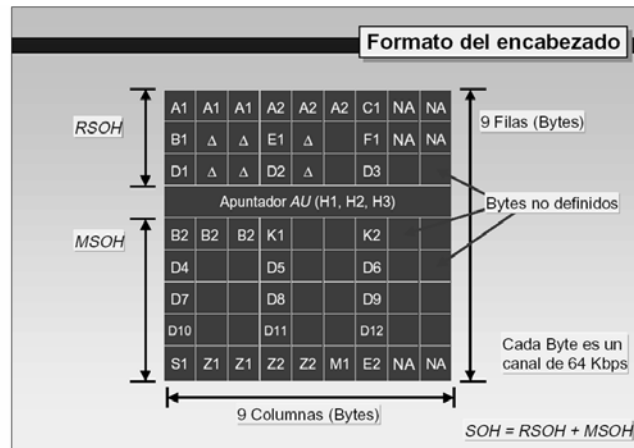 Formato del encabezado
A1 A1 A1 A2 A2 A2 C1 NA NA
RSOH
B1 Δ Δ E1 Δ F1 NA NA
9 Filas (Bytes)
D1 Δ Δ D2 Δ D3
Apuntador AU (H1, H2, H3)
Bytes no definidos
MSOH
B2 B2 B2 K1 K2
D4 D5 D6
D7 D8 D9
D10 D11 D12
S1 Z1 Z1 Z2 Z2 M1 E2 NA NA
Cada Byte es un
canal de 64 Kbps
9 Columnas (Bytes)
SOH = RSOH + MSOH